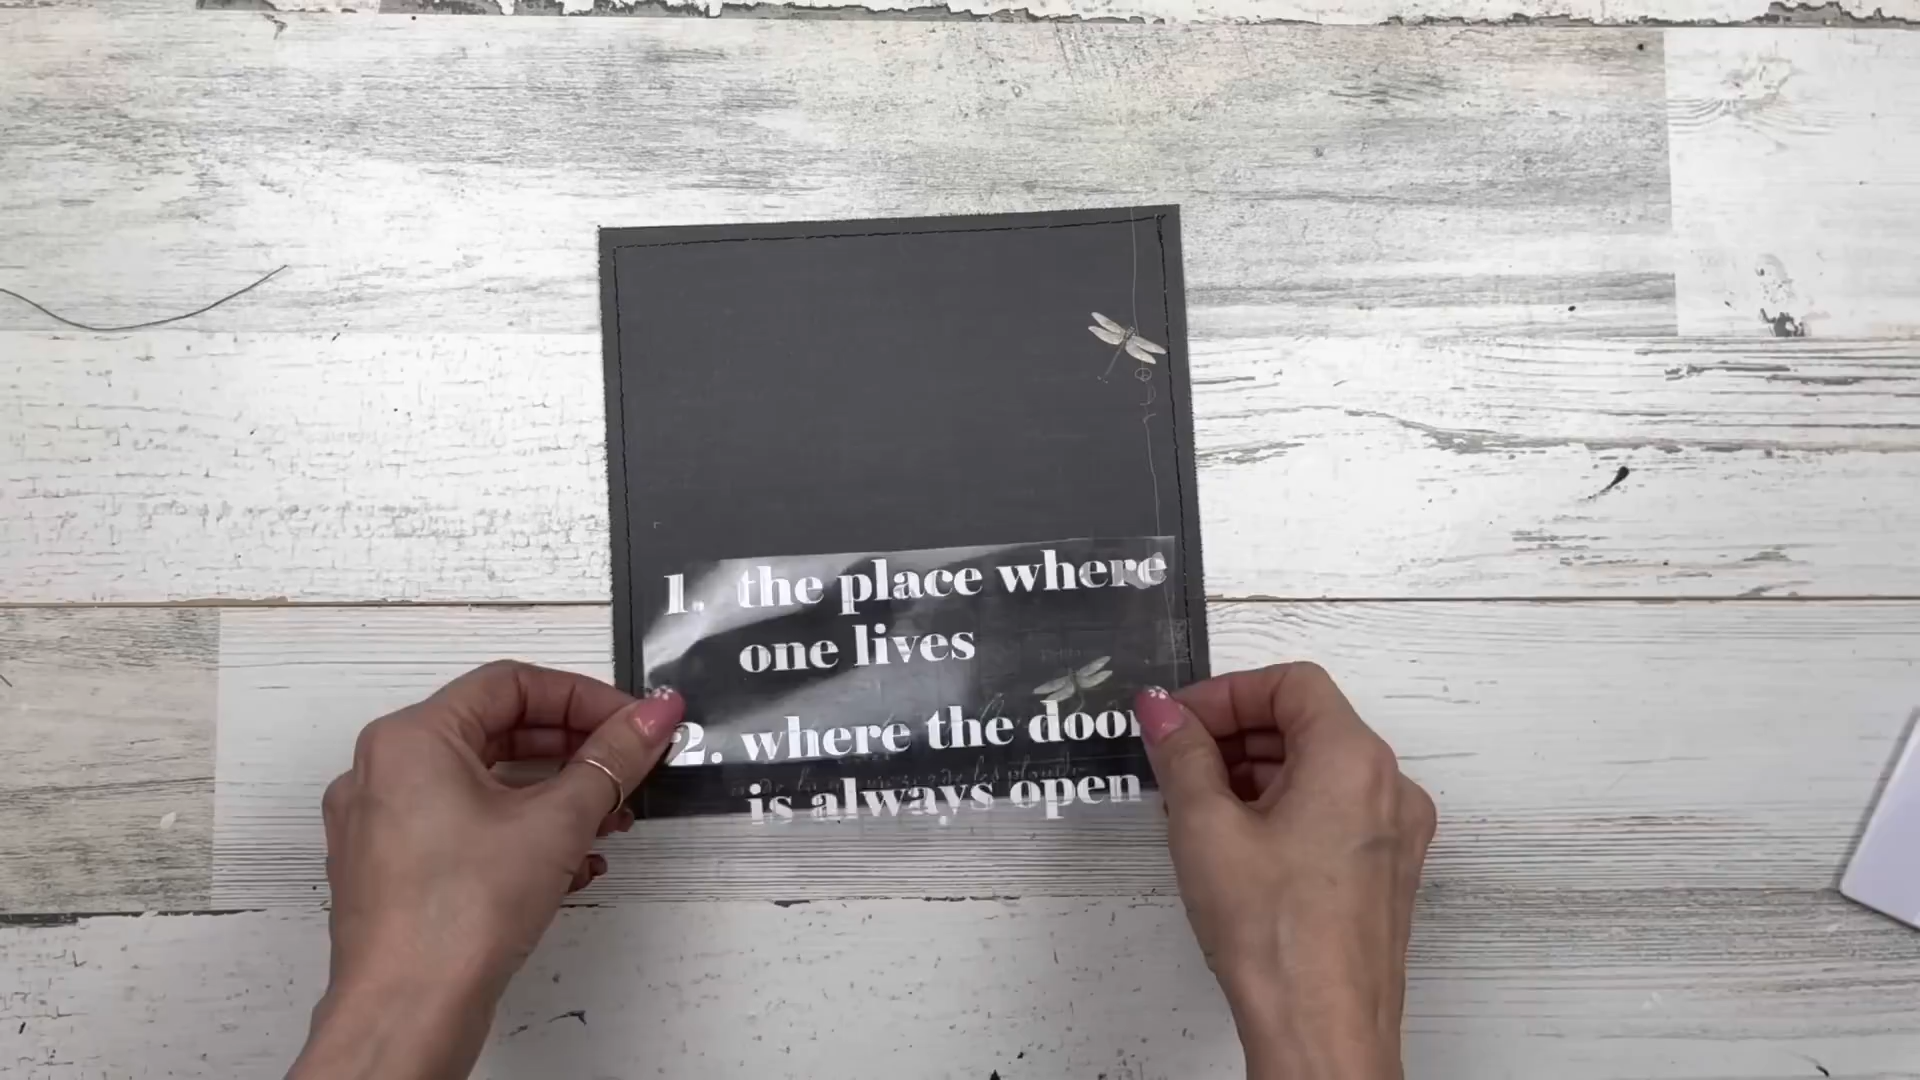 1. the place where
one lives
2. where the door
is always open